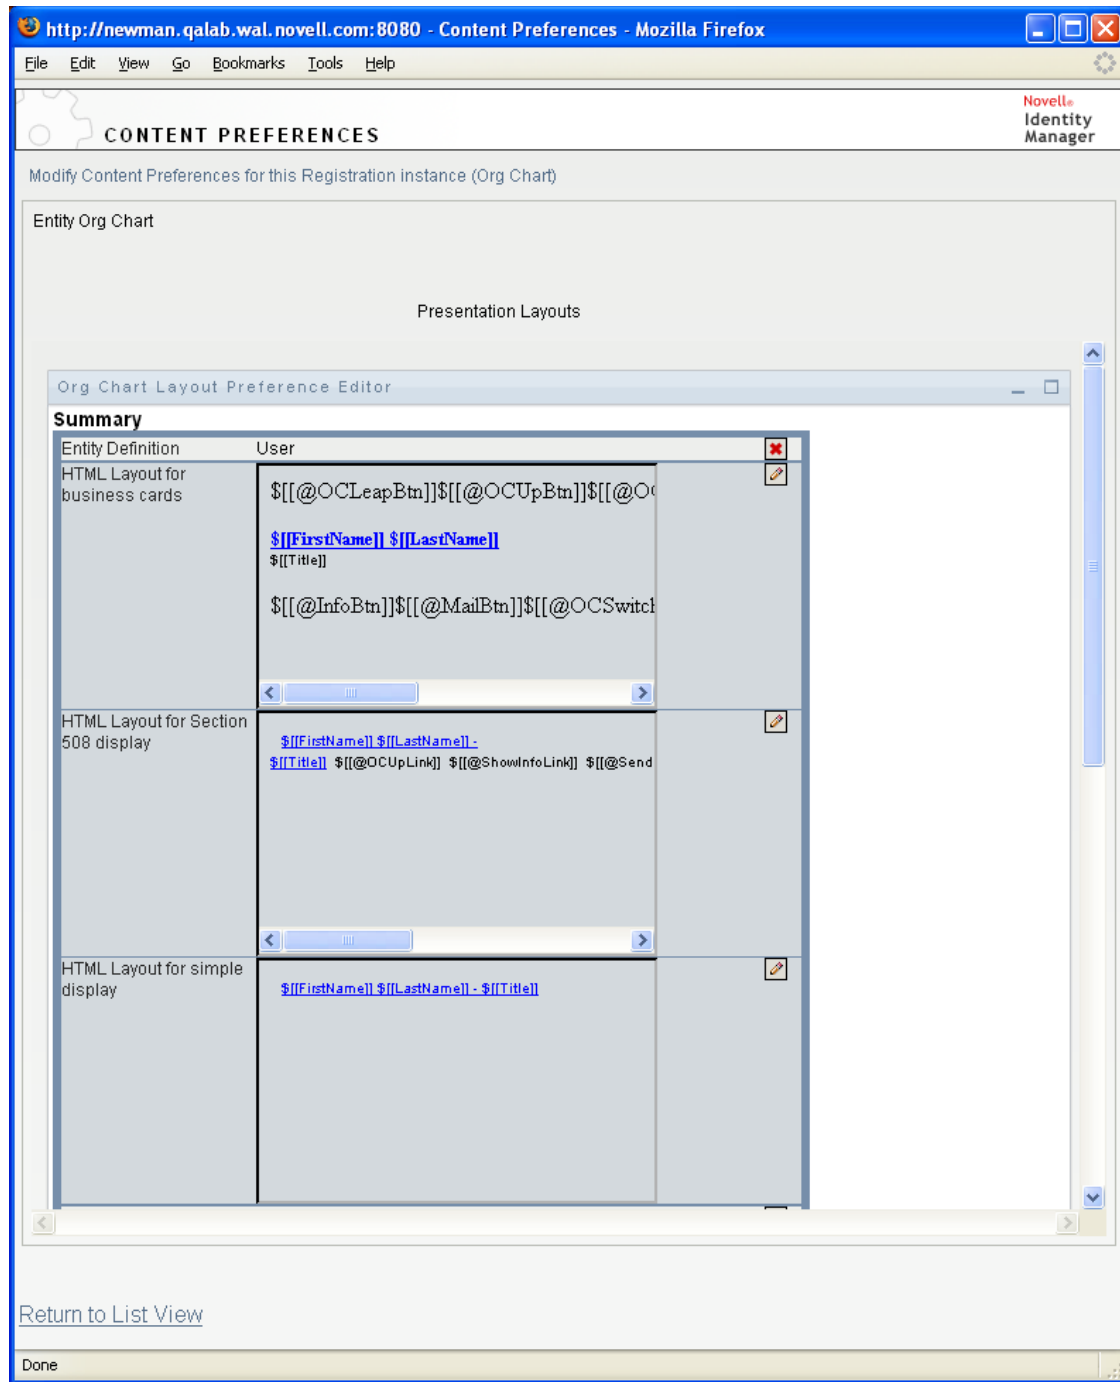 http://newman.qalab.wal.novell.com:8080 - Content Preferences - Mozilla Firefox
File Edit View Go Bookmarks Tools Help
Novell®
Identity
Manager
CONTENT PREFERENCES
Modify Content Preferences for this Registration instance (Org Chart)
Entity Org Chart
Presentation Layouts
Org Chart Layout Preference Editor
Summary
Entity Definition User
HTML Layout for
business cards
$[[@OCLeapBtn]]$[[@OCUpBtn]]$[[@OC
$[[FirstName]] $[[LastName]]
$[[Title]]
$[[@InfoBtn]]$[[@MailBtn]]$[[@OCSwitch
HTML Layout for Section
508 display
$[[FirstName]] $[[LastName]] -
$[[Title]] $[[@OCUpLink]] $[[@ShowInfoLink]] $[[@Send
HTML Layout for simple
display
$[[FirstName]] $[[LastName]] - $[[Title]]
Return to List View
Done